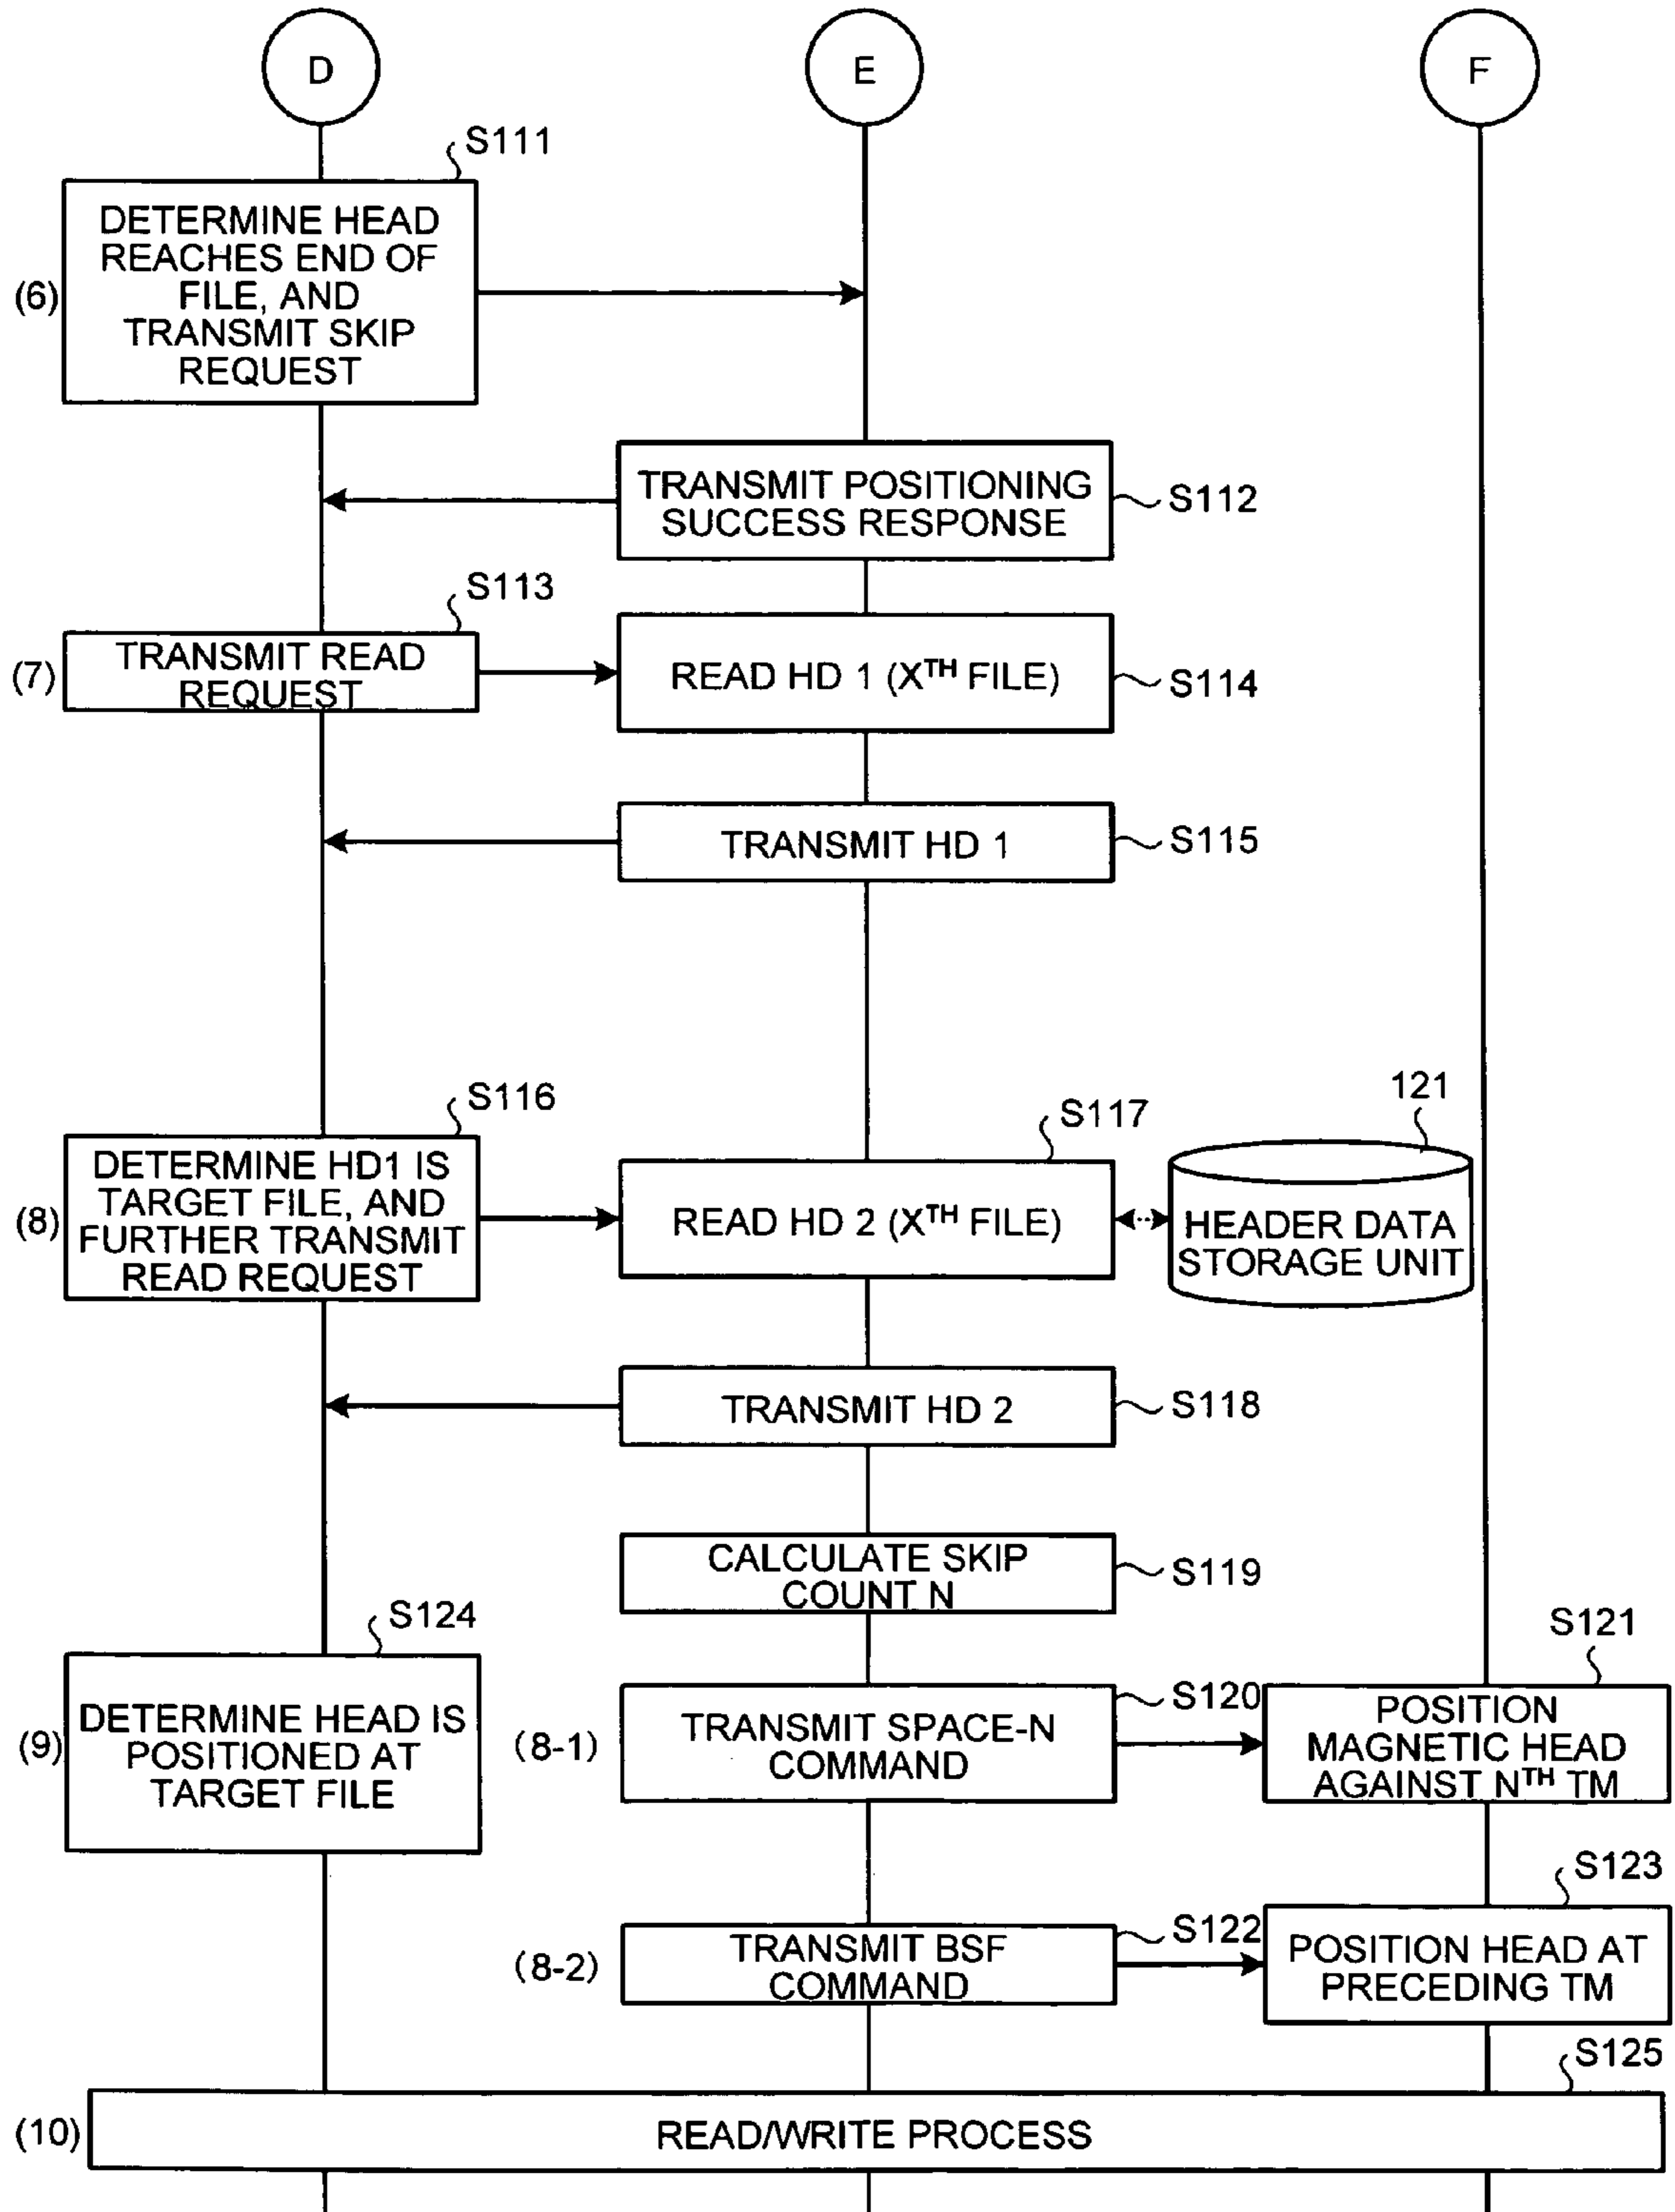 D
E
F
S111
(6)
DETERMINE HEAD
REACHES END OF
FILE, AND
TRANSMIT SKIP
REQUEST
TRANSMIT POSITIONING
SUCCESS RESPONSE
S112
S113
(7)
TRANSMIT READ
REQUEST
READ HD 1 (XTH FILE)
S114
TRANSMIT HD 1
S115
S116
(8)
DETERMINE HD1 IS
TARGET FILE, AND
FURTHER TRANSMIT
READ REQUEST
S117
READ HD 2 (XTH FILE)
121
HEADER DATA
STORAGE UNIT
TRANSMIT HD 2
S118
CALCULATE SKIP
COUNT N
S119
S124
(9)
DETERMINE HEAD IS
POSITIONED AT
TARGET FILE
(8-1)
TRANSMIT SPACE-N
COMMAND
S120
S121
POSITION
MAGNETIC HEAD
AGAINST NTH TM
(8-2)
TRANSMIT BSF
COMMAND
S122
S123
POSITION HEAD AT
PRECEDING TM
S125
(10)
READ/WRITE PROCESS